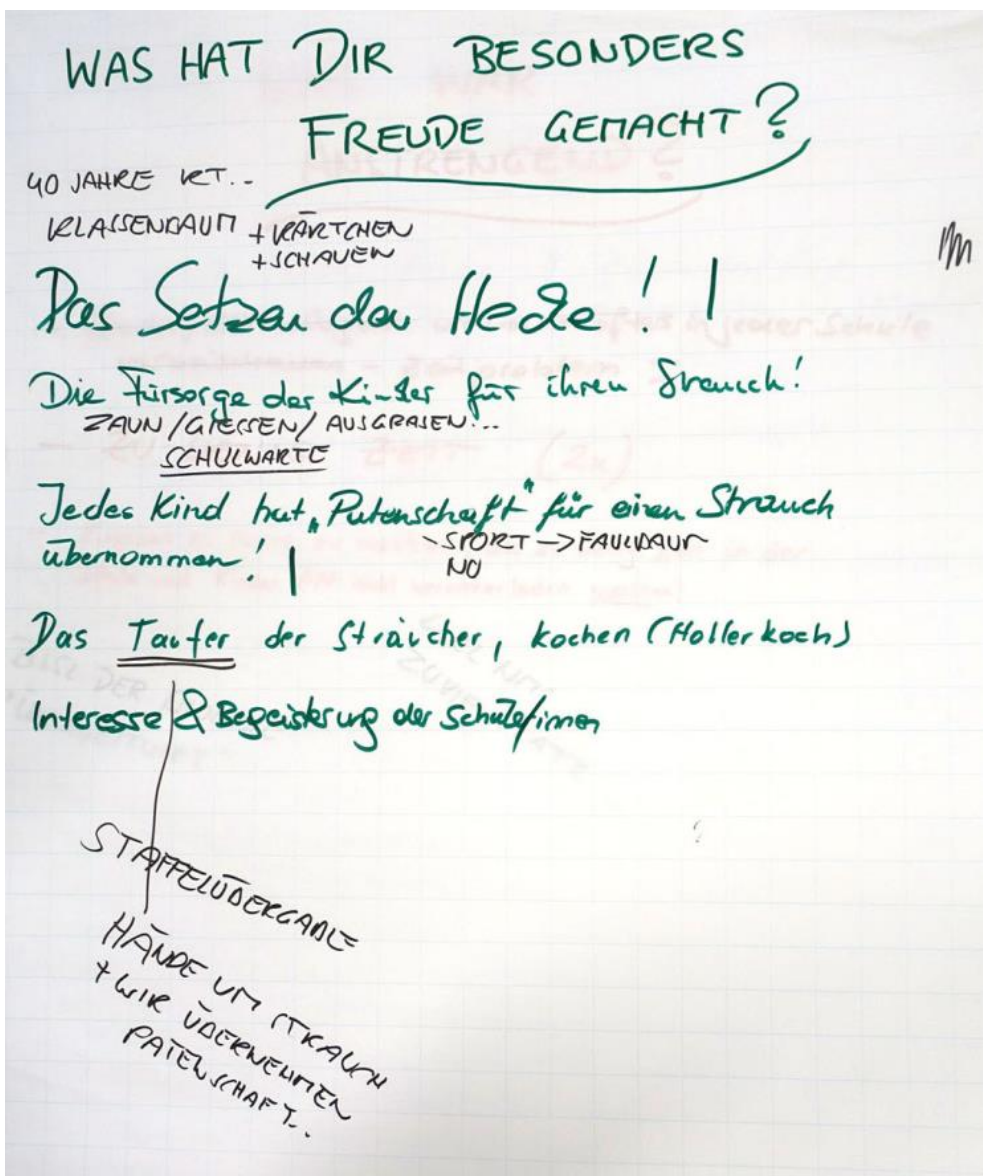 WAS HAT DIR BESONDERS
FREUDE GEMACHT?
40 JAHRE KT..
KLASSENBAUM + KÄRTCHEN
+ SCHAUEN
Das Setzen der Hecke!
Die Fürsorge der Kinder für ihren Strauch!
ZAUN/GIESSEN/AUSGRASEN...
SCHULWARTE
Jedes Kind hat „Patenschaft" für einen Strauch
- SPORT -> FAULBAUM
übernommen!
NO
Das Taufen der Sträucher, kochen (Hollerkoch)
Interesse & Begeisterung der Schüler/innen
STAFFELÜBERGABE
HÄNDE UM STRAUCH
+ WIR ÜBERNEHMEN
PATENSCHAFT..